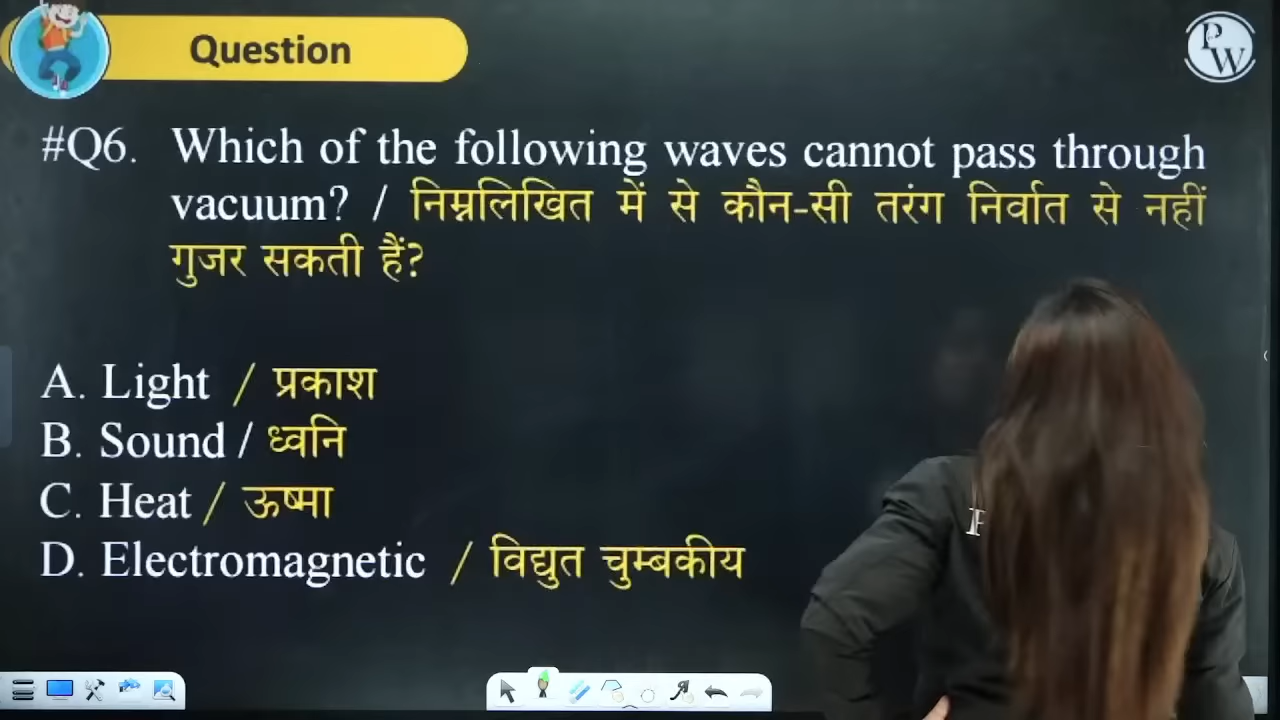 Question
PW
#Q6. Which of the following waves cannot pass through
vacuum? / निम्नलिखित में से कौन-सी तरंग निर्वात से नहीं
गुजर सकती हैं?
A. Light / प्रकाश
B. Sound / ध्वनि
C. Heat / ऊष्मा
D. Electromagnetic / विद्युत चुम्बकीय